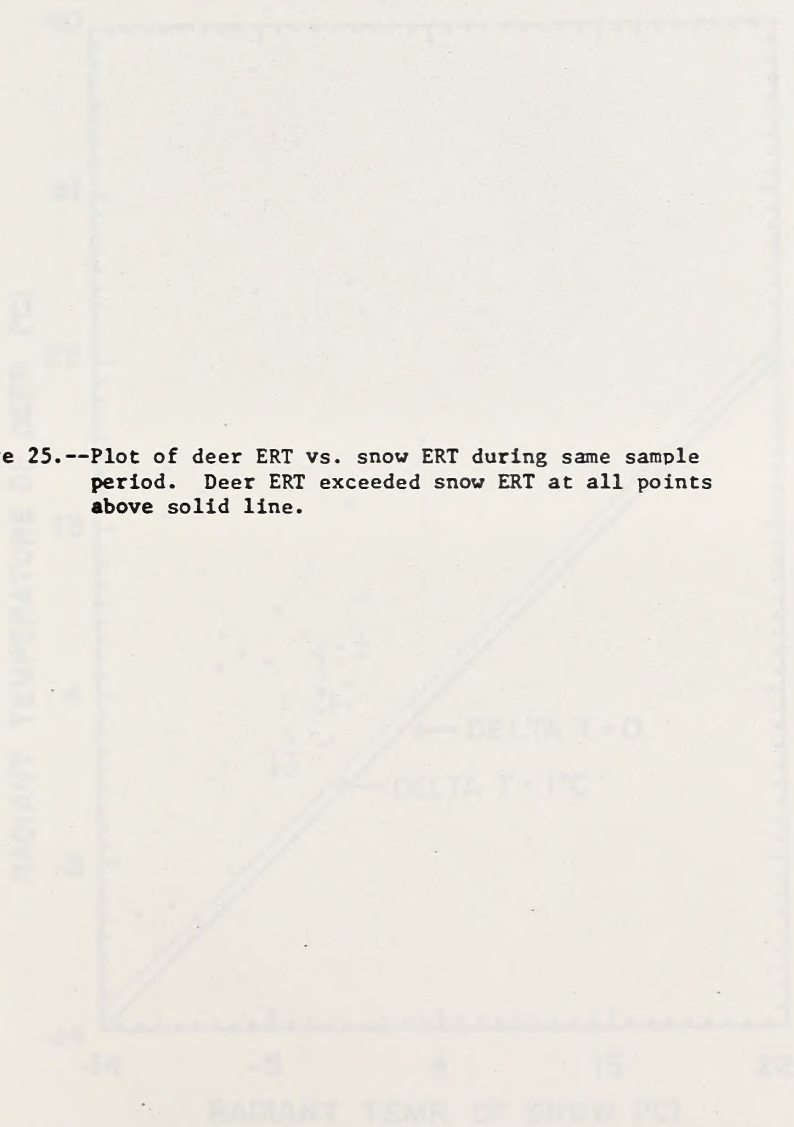 e 25.--Plot of deer ERT vs. snow ERT during same sample
period. Deer ERT exceeded snow ERT at all points
above solid line.
RADIANT TEMPERATURE OF DEER (°C)
DELTA T=0
DELTA T=1°C
-14 -5 4 13 22
RADIANT TEMP. OF SNOW (°C)